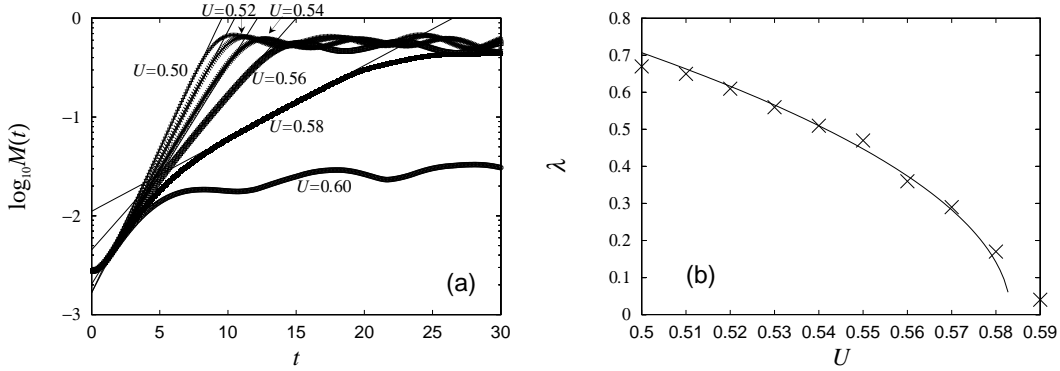 U=0.52 U=0.54
U=0.50
U=0.56
U=0.58
U=0.60
(a)
log10M(t)
0
−1
−2
−3
0 5 10 15 20 25 30
t
(b)
λ
0.8
0.7
0.6
0.5
0.4
0.3
0.2
0.1
0
0.5 0.51 0.52 0.53 0.54 0.55 0.56 0.57 0.58 0.59
U